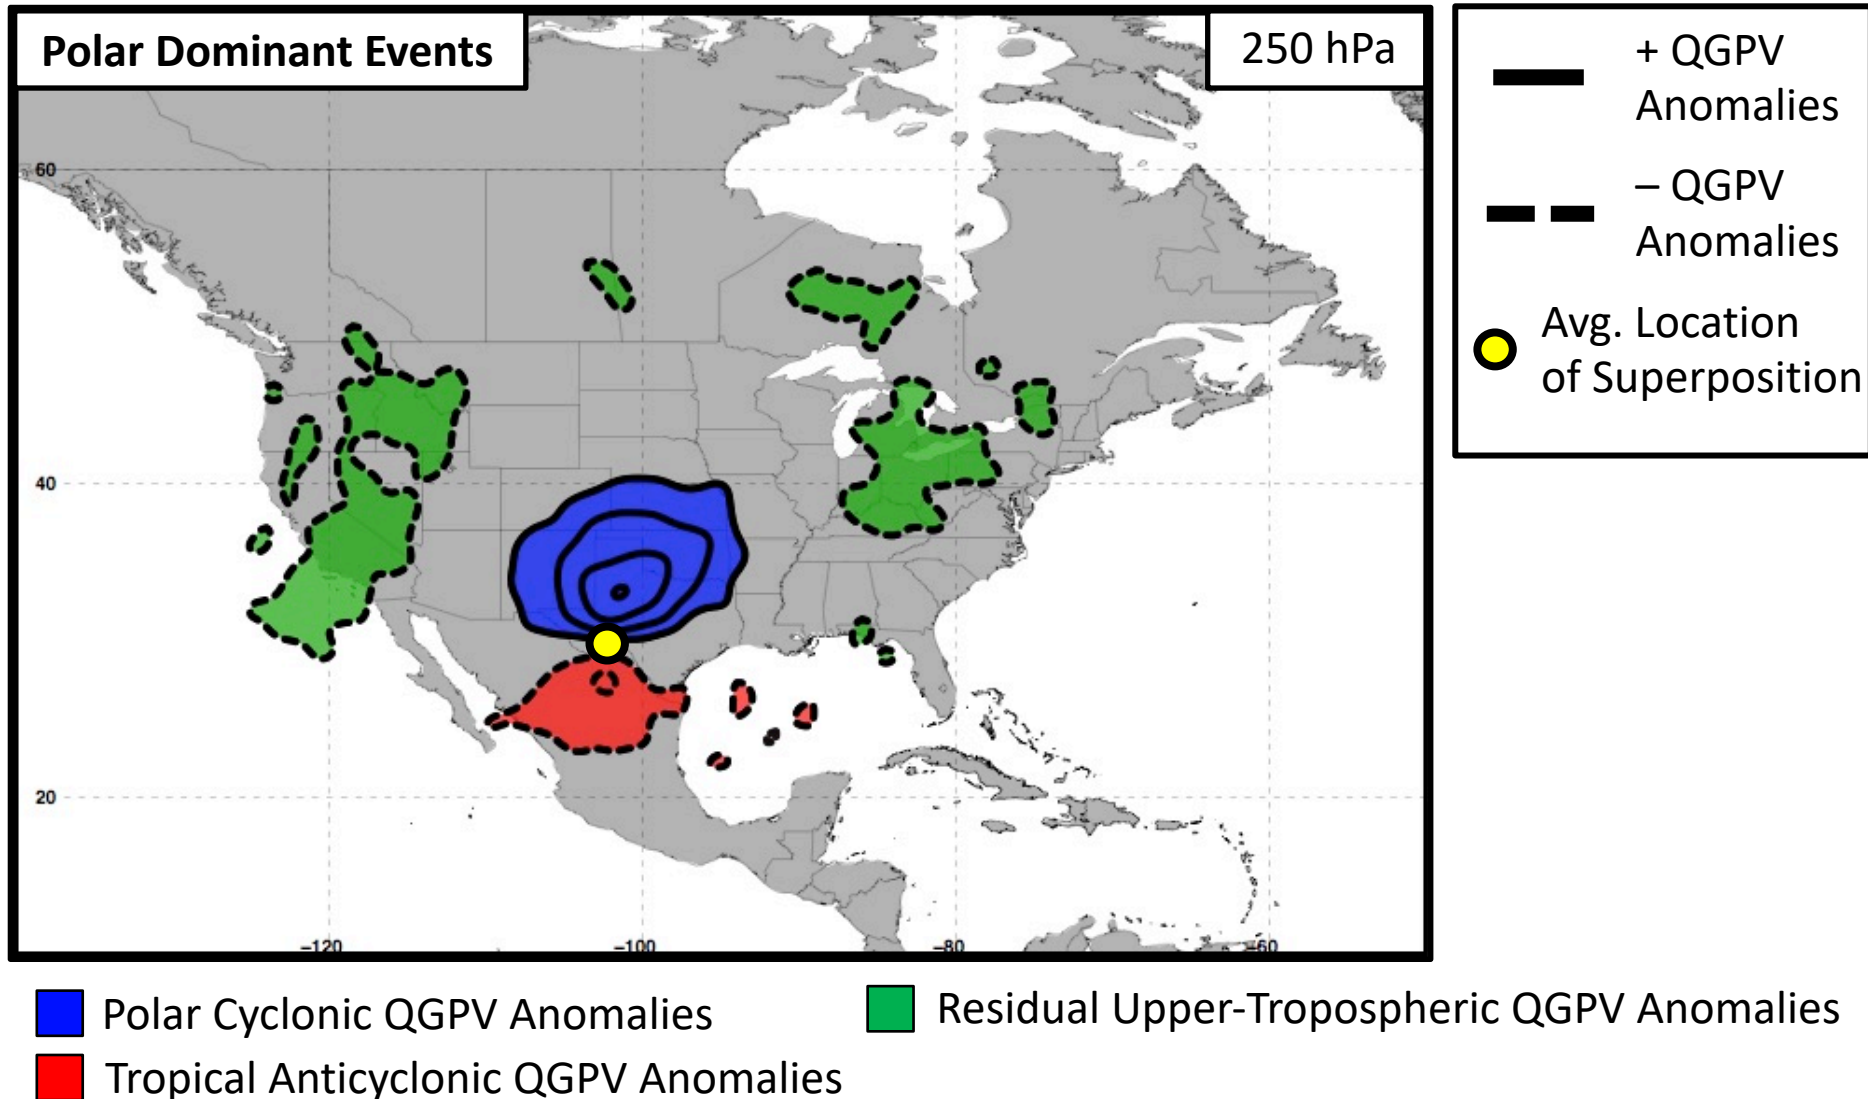 Polar Dominant Events
250 hPa
+ QGPV
Anomalies
– QGPV
Anomalies
Avg. Location
of Superposition
60
40
20
−120
−100
−80
−60
Polar Cyclonic QGPV Anomalies
Residual Upper-Tropospheric QGPV Anomalies
Tropical Anticyclonic QGPV Anomalies